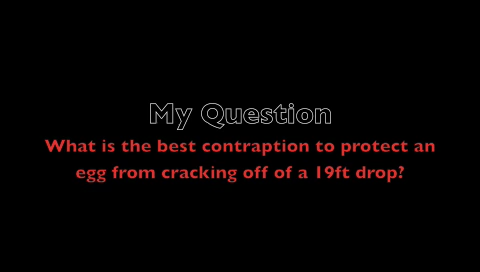 My Question
What is the best contraption to protect an
egg from cracking off of a 19ft drop?